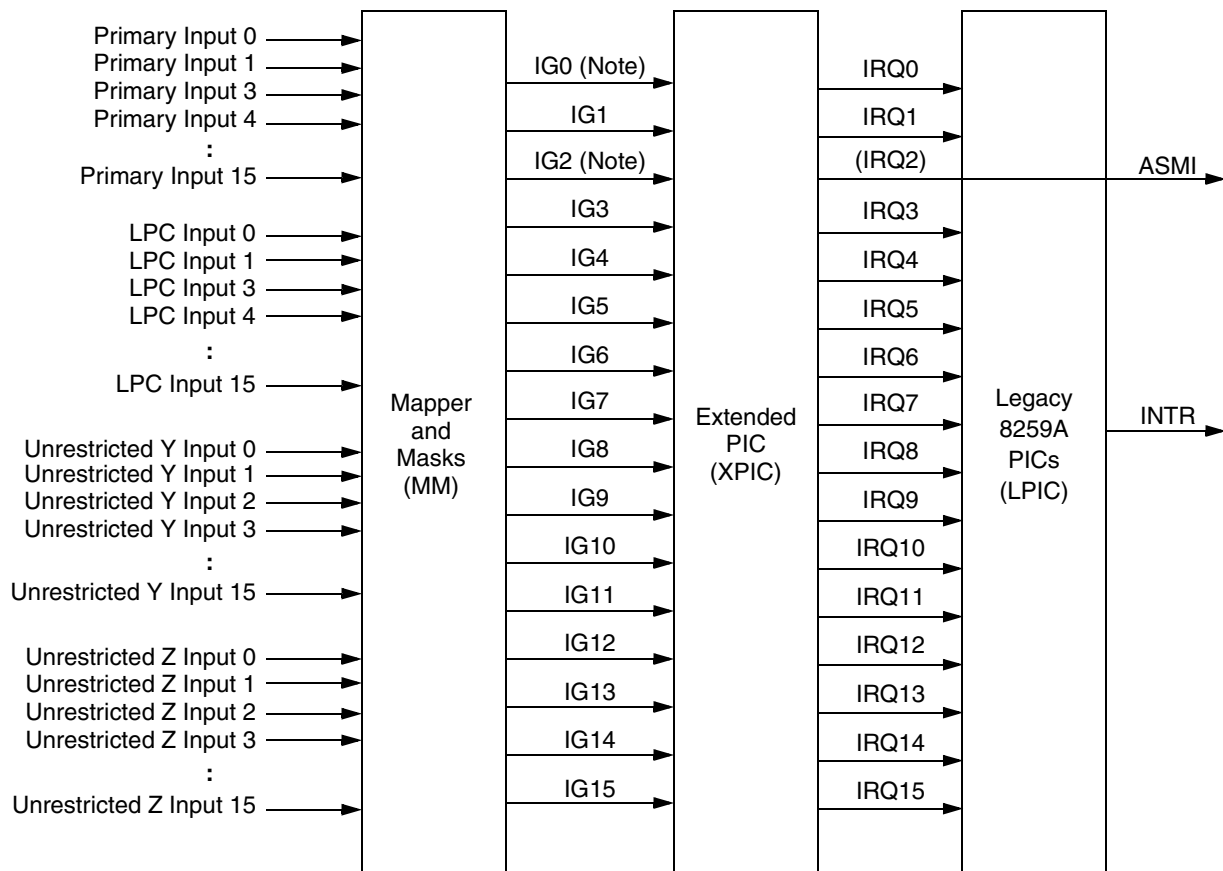 Primary Input 0
Primary Input 1
Primary Input 3
Primary Input 4
:
Primary Input 15
LPC Input 0
LPC Input 1
LPC Input 3
LPC Input 4
:
LPC Input 15
Unrestricted Y Input 0
Unrestricted Y Input 1
Unrestricted Y Input 2
Unrestricted Y Input 3
:
Unrestricted Y Input 15
Unrestricted Z Input 0
Unrestricted Z Input 1
Unrestricted Z Input 2
Unrestricted Z Input 3
:
Unrestricted Z Input 15
Mapper
and
Masks
(MM)
IG0 (Note)
IG1
IG2 (Note)
IG3
IG4
IG5
IG6
IG7
IG8
IG9
IG10
IG11
IG12
IG13
IG14
IG15
Extended
PIC
(XPIC)
IRQ0
IRQ1
(IRQ2)
IRQ3
IRQ4
IRQ5
IRQ6
IRQ7
IRQ8
IRQ9
IRQ10
IRQ11
IRQ12
IRQ13
IRQ14
IRQ15
Legacy
8259A
PICs
(LPIC)
ASMI
INTR